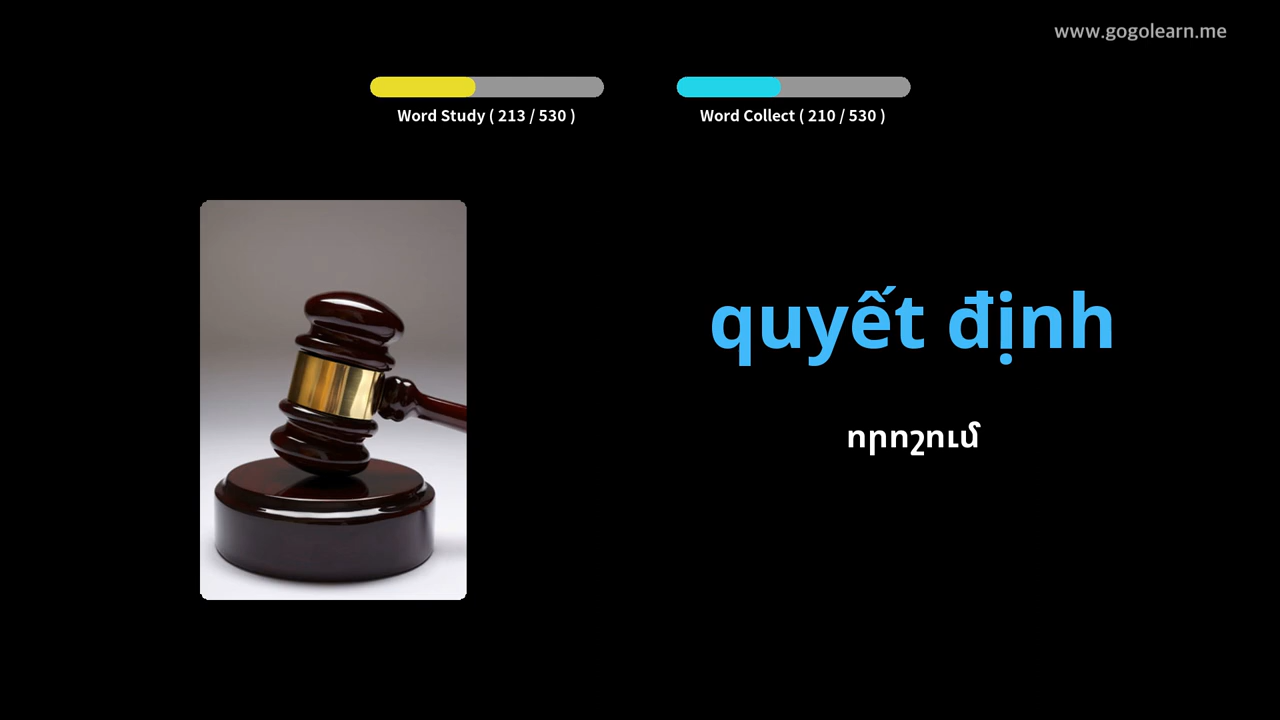 www.gogolearn.me
Word Study ( 213 / 530 )
Word Collect ( 210 / 530 )
quyết định
որոշում